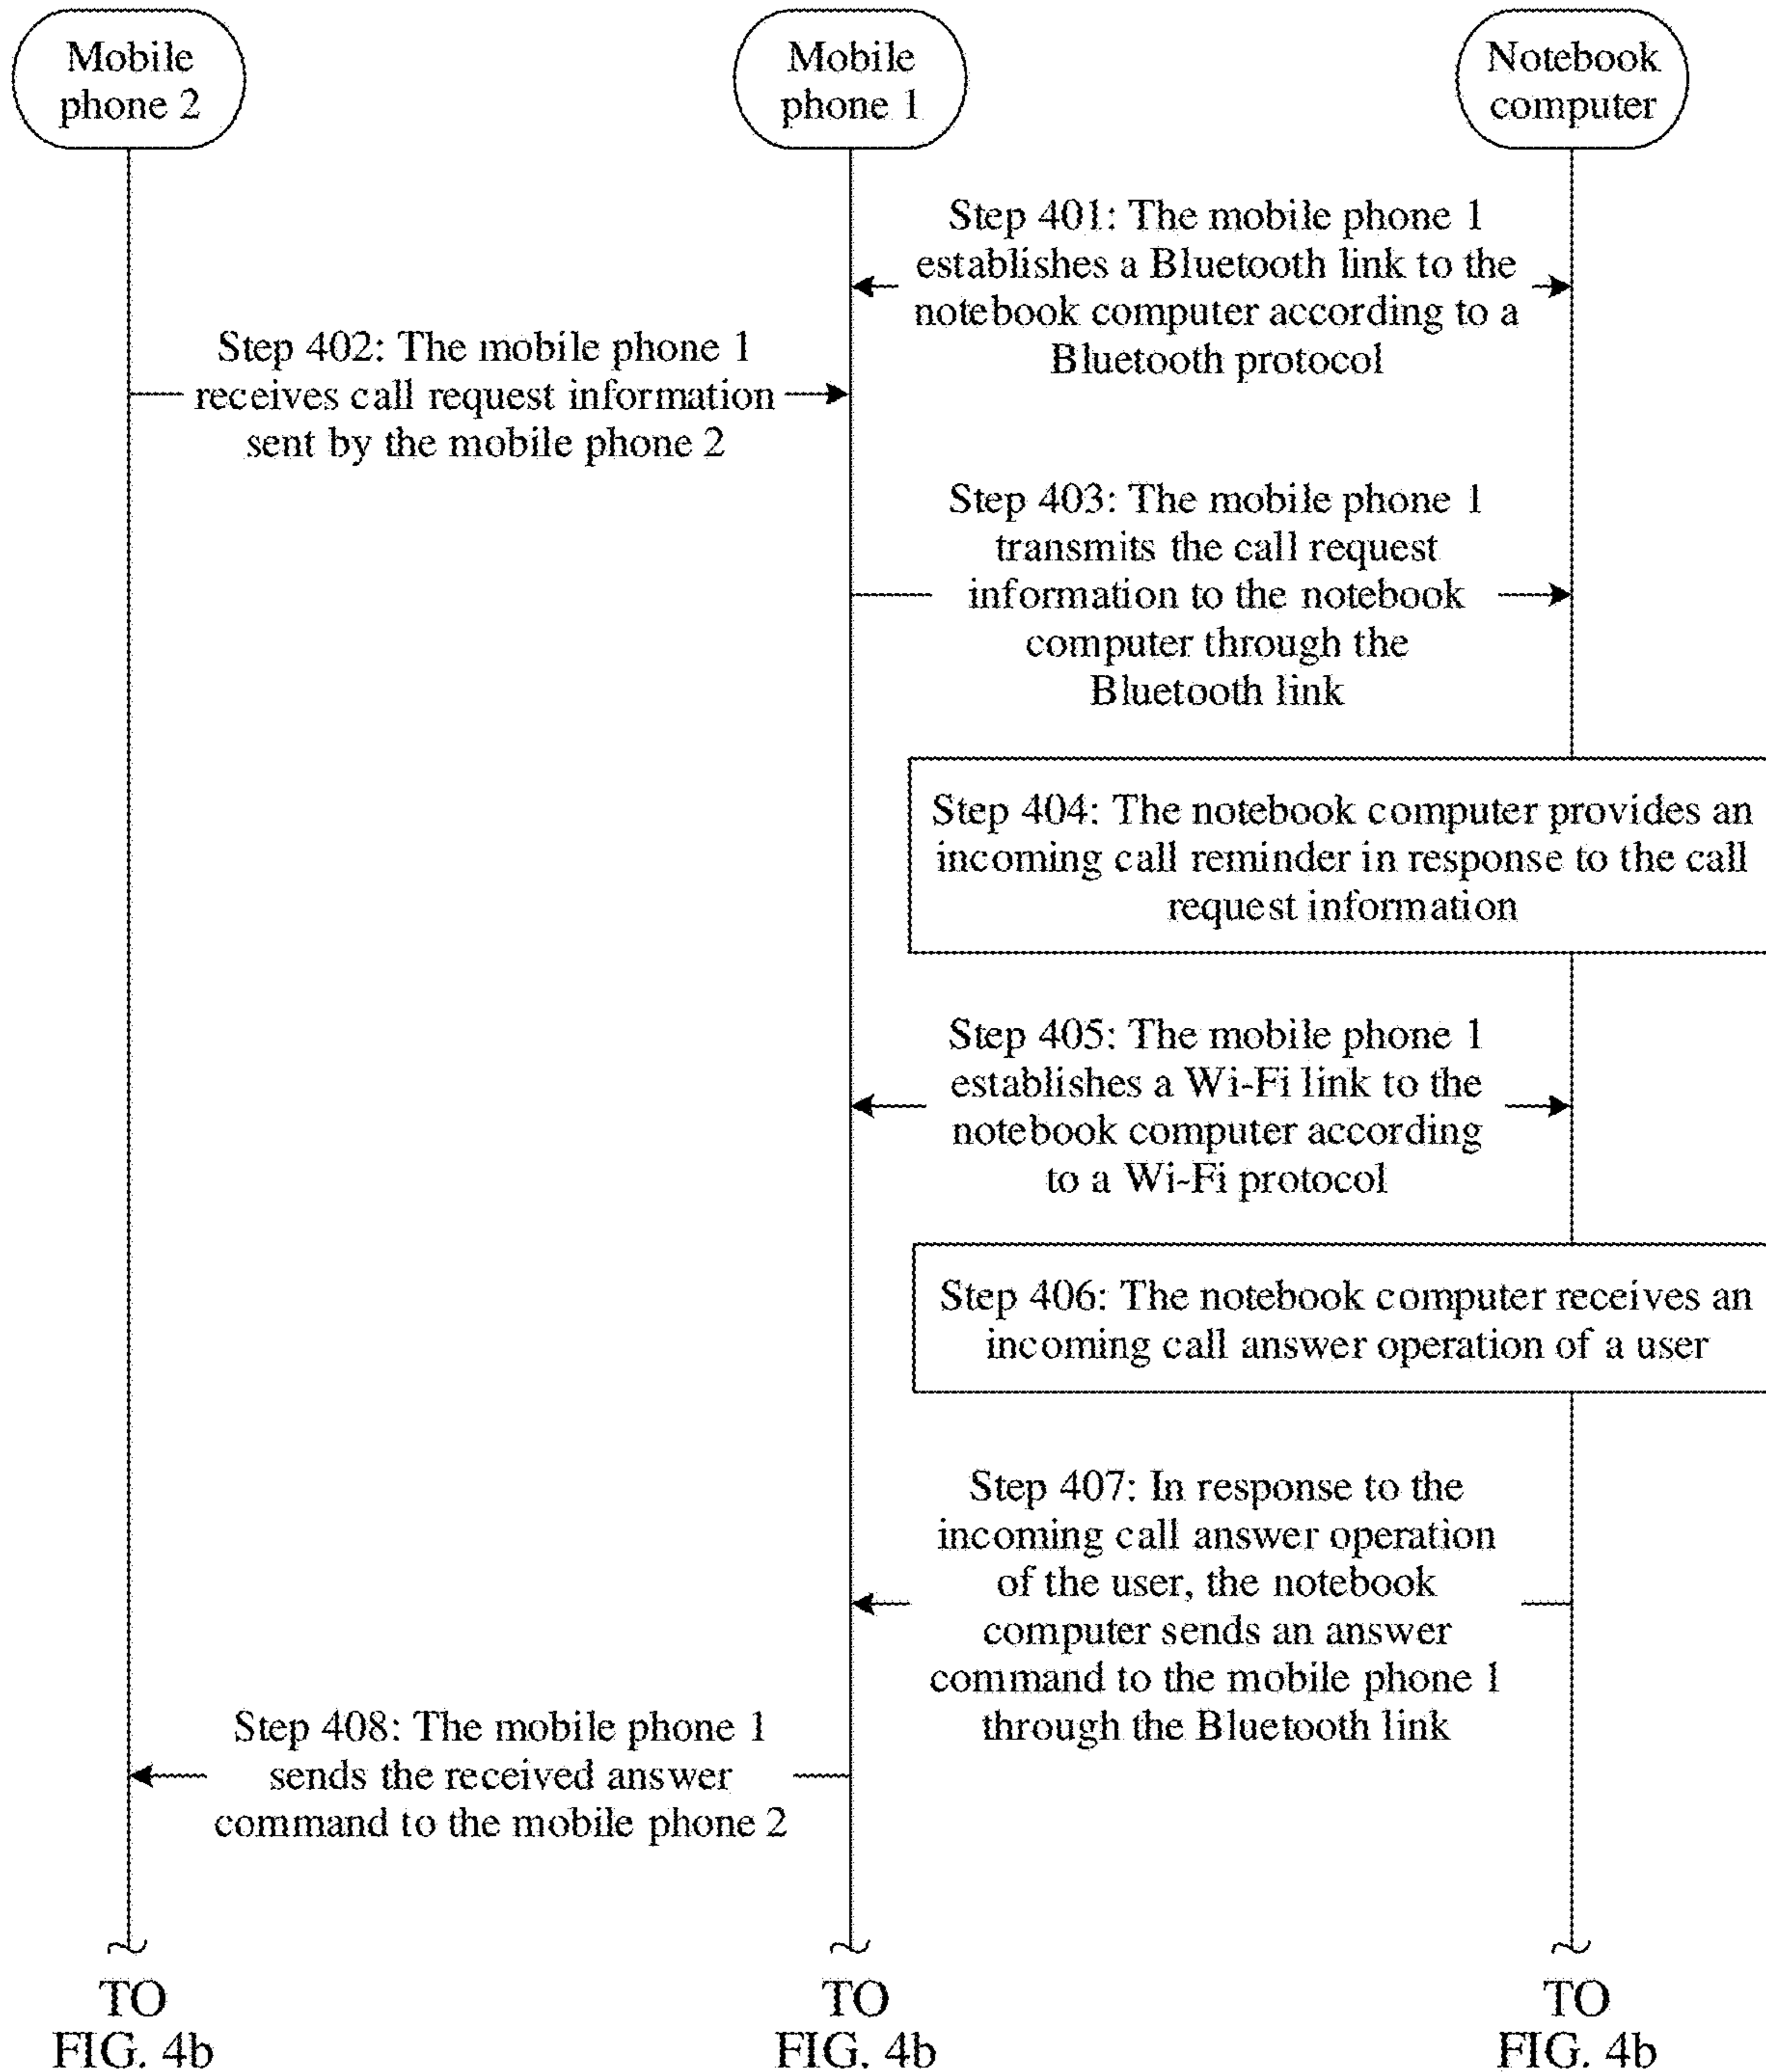 Mobile
phone 2
Mobile
phone 1
Notebook
computer
Step 401: The mobile phone 1
establishes a Bluetooth link to the
notebook computer according to a
Bluetooth protocol
Step 402: The mobile phone 1
receives call request information
sent by the mobile phone 2
Step 403: The mobile phone 1
transmits the call request
information to the notebook
computer through the
Bluetooth link
Step 404: The notebook computer provides an
incoming call reminder in response to the call
request information
Step 405: The mobile phone 1
establishes a Wi-Fi link to the
notebook computer according
to a Wi-Fi protocol
Step 406: The notebook computer receives an
incoming call answer operation of a user
Step 407: In response to the
incoming call answer operation
of the user, the notebook
computer sends an answer
command to the mobile phone 1
through the Bluetooth link
Step 408: The mobile phone 1
sends the received answer
command to the mobile phone 2
TO
FIG. 4b
TO
FIG. 4b
TO
FIG. 4b